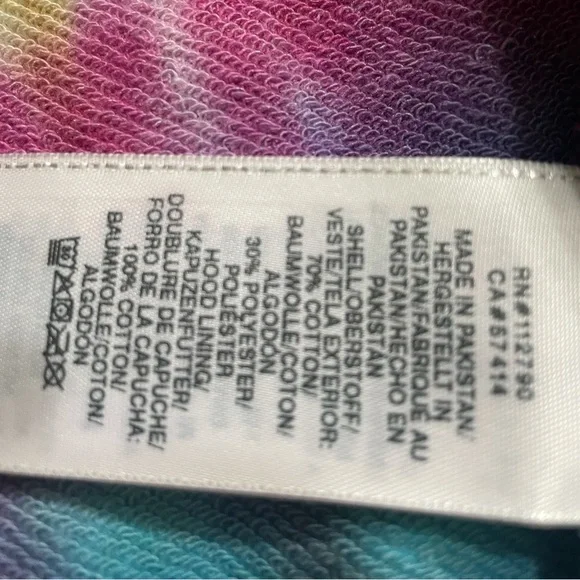 RN#112790
CA#57414
MADE IN PAKISTAN/
HERGESTELLT IN
PAKISTAN/FABRIQUÉ AU
PAKISTAN/HECHO EN
PAKISTÁN
SHELL/OBERSTOFF/
VESTE/TELA EXTERIOR:
70% COTTON/
BAUMWOLLE/COTON/
ALGODÓN
30% POLYESTER/
POLIÉSTER
HOOD LINING/
KAPUZENFUTTER/
DOUBLURE DE CAPUCHE/
FORRO DE LA CAPUCHA:
100% COTTON/
BAUMWOLLE/COTON/
ALGODÓN